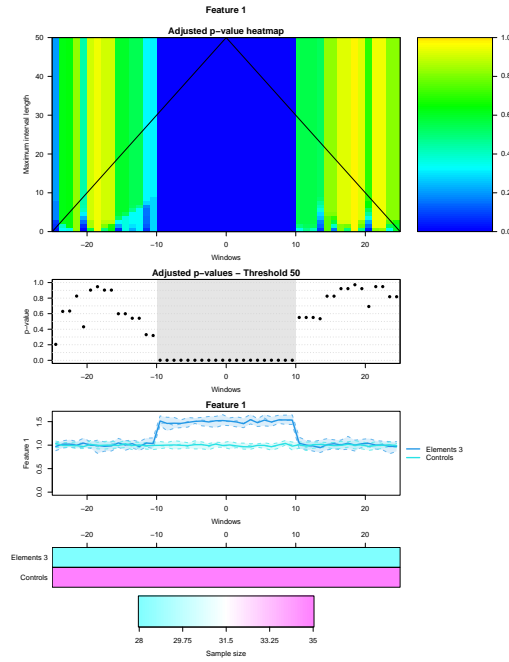 Feature 1
Adjusted p−value heatmap
Maximum interval length
50
40
30
20
10
0
−20 −10 0 10 20
Windows
1.0
0.8
0.6
0.4
0.2
0.0
Adjusted p−values − Threshold 50
p−value
1.0
0.8
0.6
0.4
0.2
0.0
−20 −10 0 10 20
Windows
Feature 1
Feature 1
1.5
1.0
0.5
0.0
Elements 3
Controls
−20 −10 0 10 20
Windows
−20 −10 0 10 20
Elements 3
Controls
28 29.75 31.5 33.25 35
Sample size